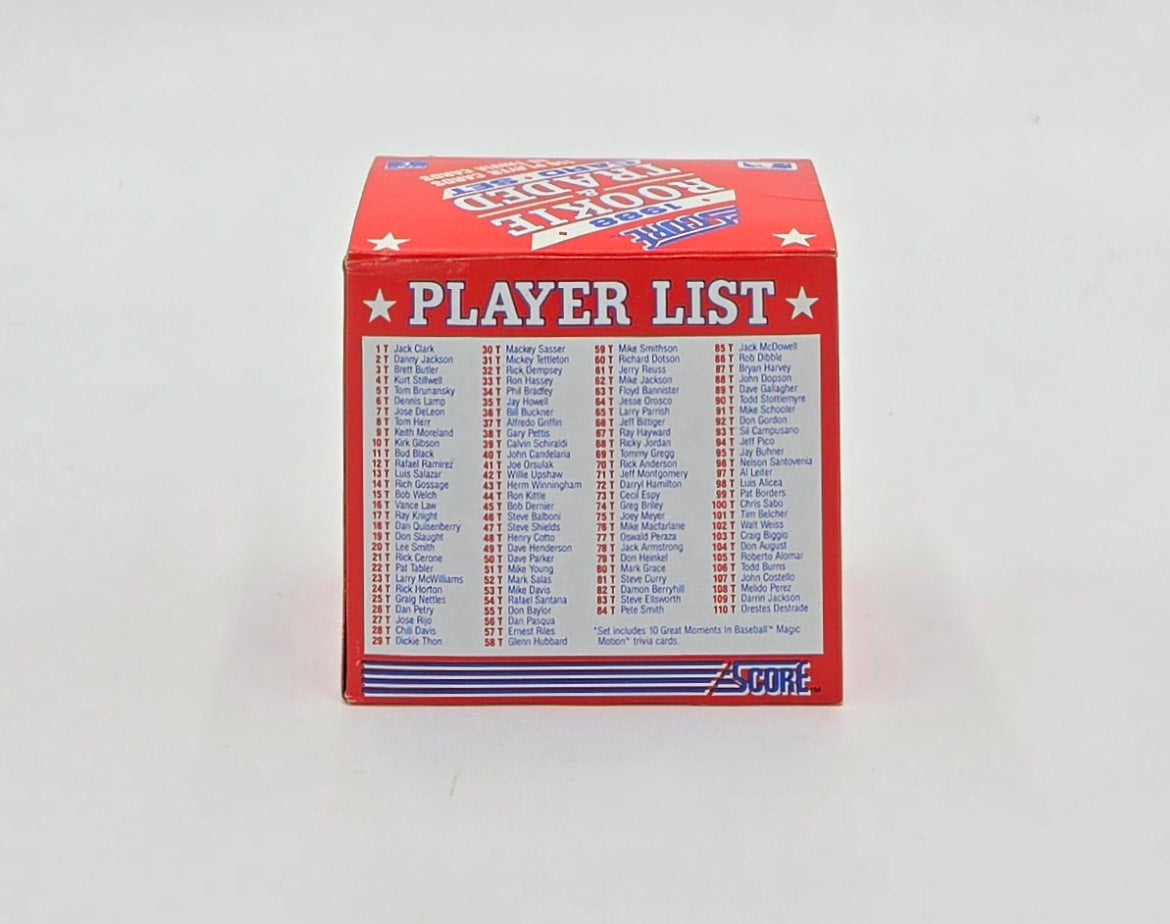 SCORE
1988
ROOKIE
&
TRADED
CARD SET
110 PLAYER CARDS
10 TRIVIA CARDS
PLAYER LIST
1 T Jack Clark
2 T Danny Jackson
3 T Brett Butler
4 T Kurt Stillwell
5 T Tom Brunansky
6 T Dennis Lamp
7 T Jose DeLeon
8 T Tom Herr
9 T Keith Moreland
10 T Kirk Gibson
11 T Bud Black
12 T Rafael Ramirez
13 T Luis Salazar
14 T Rich Gossage
15 T Bob Welch
16 T Vance Law
17 T Ray Knight
18 T Dan Quisenberry
19 T Don Slaught
20 T Lee Smith
21 T Rick Cerone
22 T Pat Tabler
23 T Larry McWilliams
24 T Rick Horton
25 T Graig Nettles
26 T Dan Petry
27 T Jose Rijo
28 T Chili Davis
29 T Dickie Thon
30 T Mackey Sasser
31 T Mickey Tettleton
32 T Rick Dempsey
33 T Ron Hassey
34 T Phil Bradley
35 T Jay Howell
36 T Bill Buckner
37 T Alfredo Griffin
38 T Gary Pettis
39 T Calvin Schiraldi
40 T John Candelaria
41 T Joe Orsulak
42 T Willie Upshaw
43 T Herm Winningham
44 T Ron Kittle
45 T Bob Dernier
46 T Steve Balboni
47 T Steve Shields
48 T Henry Cotto
49 T Dave Henderson
50 T Dave Parker
51 T Mike Young
52 T Mark Salas
53 T Mike Davis
54 T Rafael Santana
55 T Don Baylor
56 T Dan Pasqua
57 T Ernest Riles
58 T Glenn Hubbard
59 T Mike Smithson
60 T Richard Dotson
61 T Jerry Reuss
62 T Mike Jackson
63 T Floyd Bannister
64 T Jesse Orosco
65 T Larry Parrish
66 T Jeff Bittiger
67 T Ray Hayward
68 T Ricky Jordan
69 T Tommy Gregg
70 T Rick Anderson
71 T Jeff Montgomery
72 T Darryl Hamilton
73 T Cecil Espy
74 T Greg Briley
75 T Joey Meyer
76 T Mike Macfarlane
77 T Oswald Peraza
78 T Jack Armstrong
79 T Don Heinkel
80 T Mark Grace
81 T Steve Curry
82 T Damon Berryhill
83 T Steve Ellsworth
84 T Pete Smith
85 T Jack McDowell
86 T Rob Dibble
87 T Bryan Harvey
88 T John Dopson
89 T Dave Gallagher
90 T Todd Stottlemyre
91 T Mike Schooler
92 T Don Gordon
93 T Sil Campusano
94 T Jeff Pico
95 T Jay Buhner
96 T Nelson Santovenia
97 T Al Leiter
98 T Luis Alicea
99 T Pat Borders
100 T Chris Sabo
101 T Tim Belcher
102 T Walt Weiss
103 T Craig Biggio
104 T Don August
105 T Roberto Alomar
106 T Todd Burns
107 T John Costello
108 T Melido Perez
109 T Darrin Jackson
110 T Orestes Destrade
*Set includes 10 Great Moments In Baseball™ Magic
Motion™ trivia cards.
SCORE™